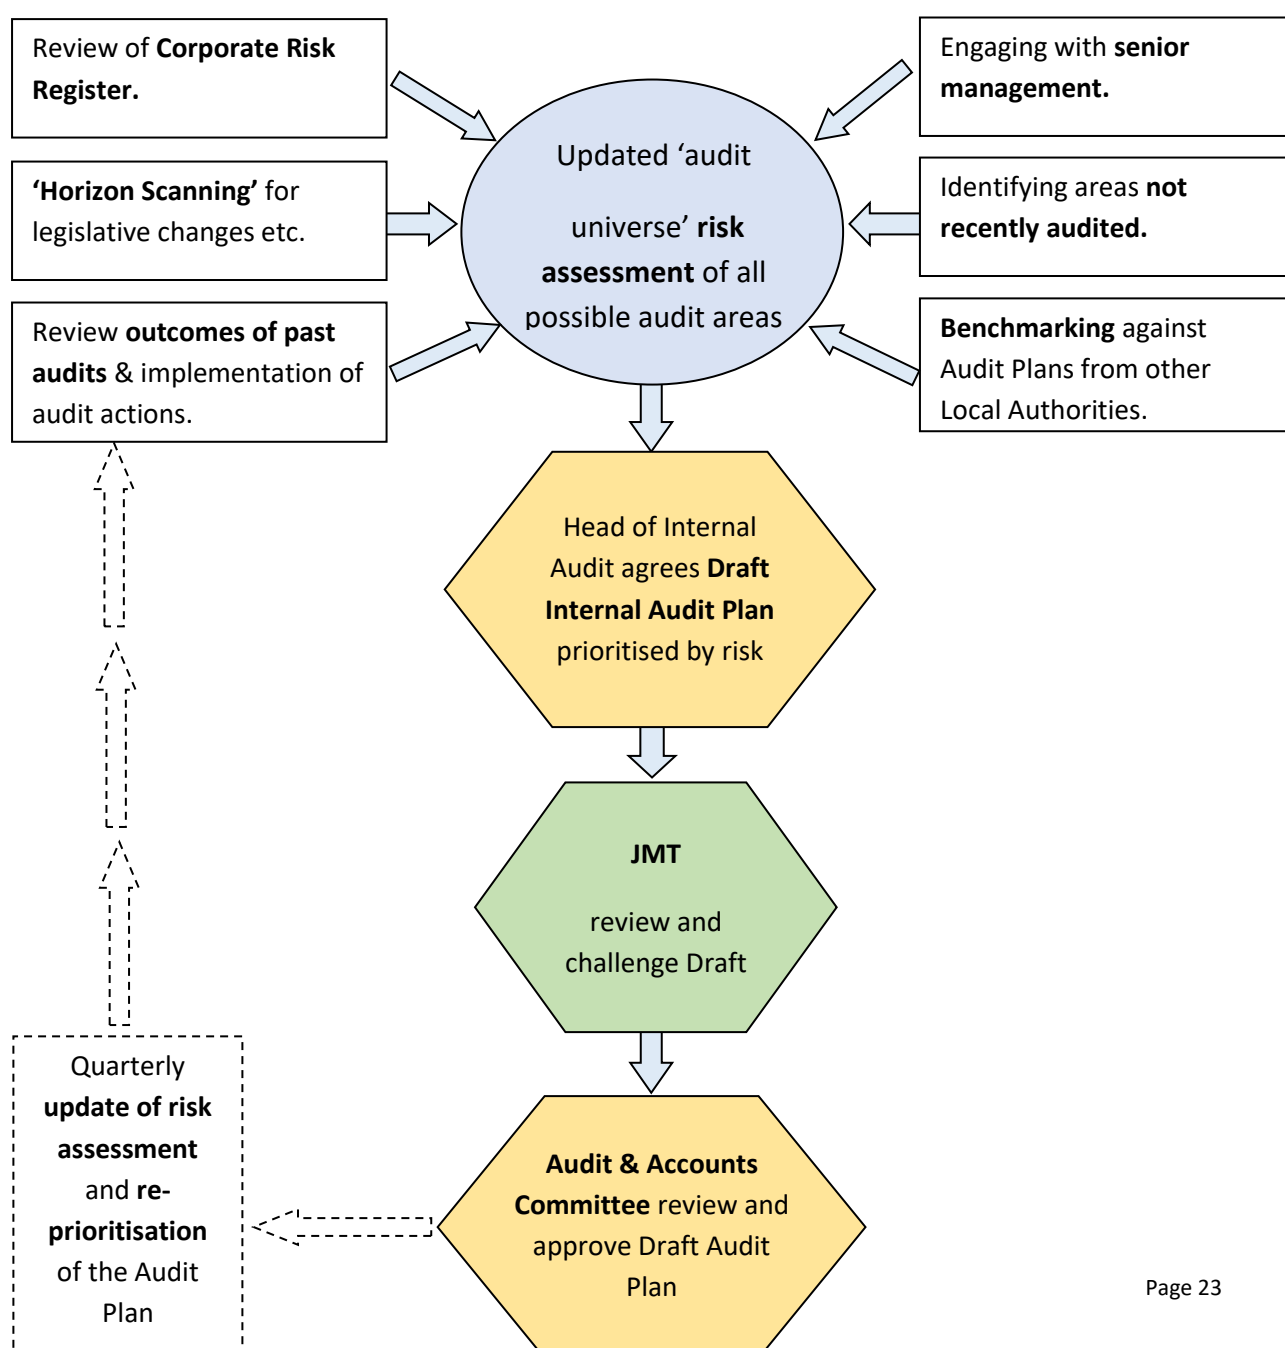 Review of Corporate Risk
Register.
‘Horizon Scanning’ for
legislative changes etc.
Review outcomes of past
audits & implementation of
audit actions.
Updated ‘audit
universe’ risk
assessment of all
possible audit areas
Engaging with senior
management.
Identifying areas not
recently audited.
Benchmarking against
Audit Plans from other
Local Authorities.
Head of Internal
Audit agrees Draft
Internal Audit Plan
prioritised by risk
JMT
review and
challenge Draft
Audit & Accounts
Committee review and
approve Draft Audit
Plan
Quarterly
update of risk
assessment
and re-
prioritisation
of the Audit
Plan
Page 23